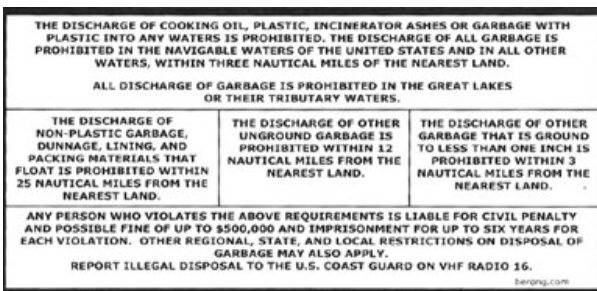 THE DISCHARGE OF COOKING OIL, PLASTIC, INCINERATOR ASHES OR GARBAGE WITH
PLASTIC INTO ANY WATERS IS PROHIBITED. THE DISCHARGE OF ALL GARBAGE IS
PROHIBITED IN THE NAVIGABLE WATERS OF THE UNITED STATES AND IN ALL OTHER
WATERS, WITHIN THREE NAUTICAL MILES OF THE NEAREST LAND.
ALL DISCHARGE OF GARBAGE IS PROHIBITED IN THE GREAT LAKES
OR THEIR TRIBUTARY WATERS.
THE DISCHARGE OF
NON-PLASTIC GARBAGE,
DUNNAGE, LINING, AND
PACKING MATERIALS THAT
FLOAT IS PROHIBITED WITHIN
25 NAUTICAL MILES FROM THE
NEAREST LAND.
THE DISCHARGE OF OTHER
UNGROUND GARBAGE IS
PROHIBITED WITHIN 12
NAUTICAL MILES FROM THE
NEAREST LAND.
THE DISCHARGE OF OTHER
GARBAGE THAT IS GROUND
TO LESS THAN ONE INCH IS
PROHIBITED WITHIN 3
NAUTICAL MILES FROM THE
NEAREST LAND.
ANY PERSON WHO VIOLATES THE ABOVE REQUIREMENTS IS LIABLE FOR CIVIL PENALTY
AND POSSIBLE FINE OF UP TO $500,000 AND IMPRISONMENT FOR UP TO SIX YEARS FOR
EACH VIOLATION. OTHER REGIONAL, STATE, AND LOCAL RESTRICTIONS ON DISPOSAL OF
GARBAGE MAY ALSO APPLY.
REPORT ILLEGAL DISPOSAL TO THE U.S. COAST GUARD ON VHF RADIO 16.
berqnq.com